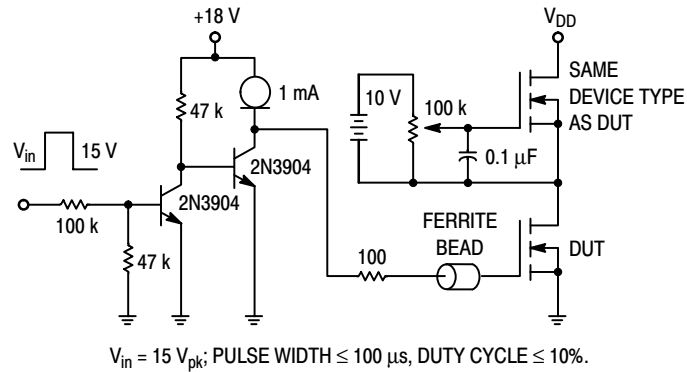 +18 V
V_DD
47 k
1 mA
10 V
100 k
SAME
DEVICE TYPE
AS DUT
0.1 μF
V_in
15 V
2N3904
2N3904
100 k
47 k
FERRITE
BEAD
100
DUT
V_in = 15 V_pk; PULSE WIDTH ≤ 100 μs, DUTY CYCLE ≤ 10%.